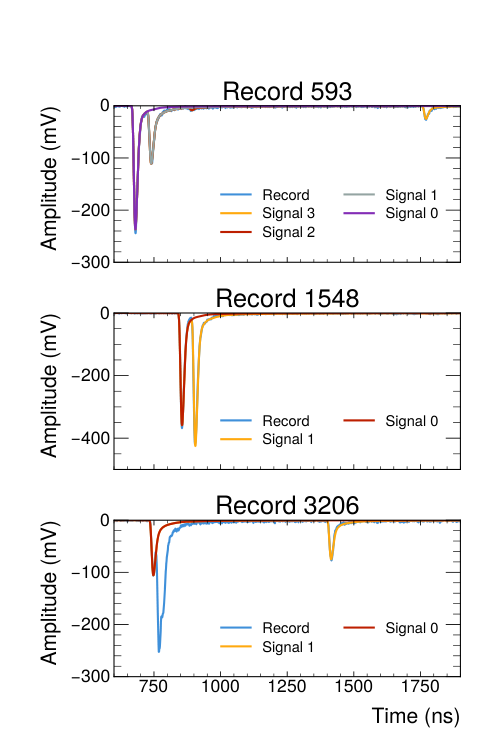 Record 593
0
−100
−200
−300
Amplitude (mV)
Record Signal 1
Signal 3 Signal 0
Signal 2
Record 1548
0
−200
−400
Amplitude (mV)
Record Signal 0
Signal 1
Record 3206
0
−100
−200
−300
Amplitude (mV)
Record Signal 0
Signal 1
750 1000 1250 1500 1750
Time (ns)